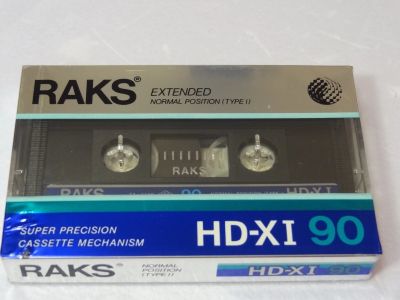 RAKS®
EXTENDED
NORMAL POSITION (TYPE I)
RAKS
RAKS
90
HD-XI
SUPER PRECISION
CASSETTE MECHANISM
HD-XI 90
RAKS
NORMAL
POSITION
(TYPE I)
HD-XI 90